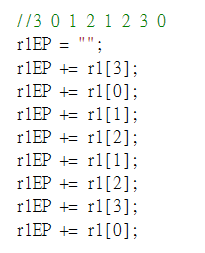 //3 0 1 2 1 2 3 0
r1EP = "";
r1EP += r1[3];
r1EP += r1[0];
r1EP += r1[1];
r1EP += r1[2];
r1EP += r1[1];
r1EP += r1[2];
r1EP += r1[3];
r1EP += r1[0];